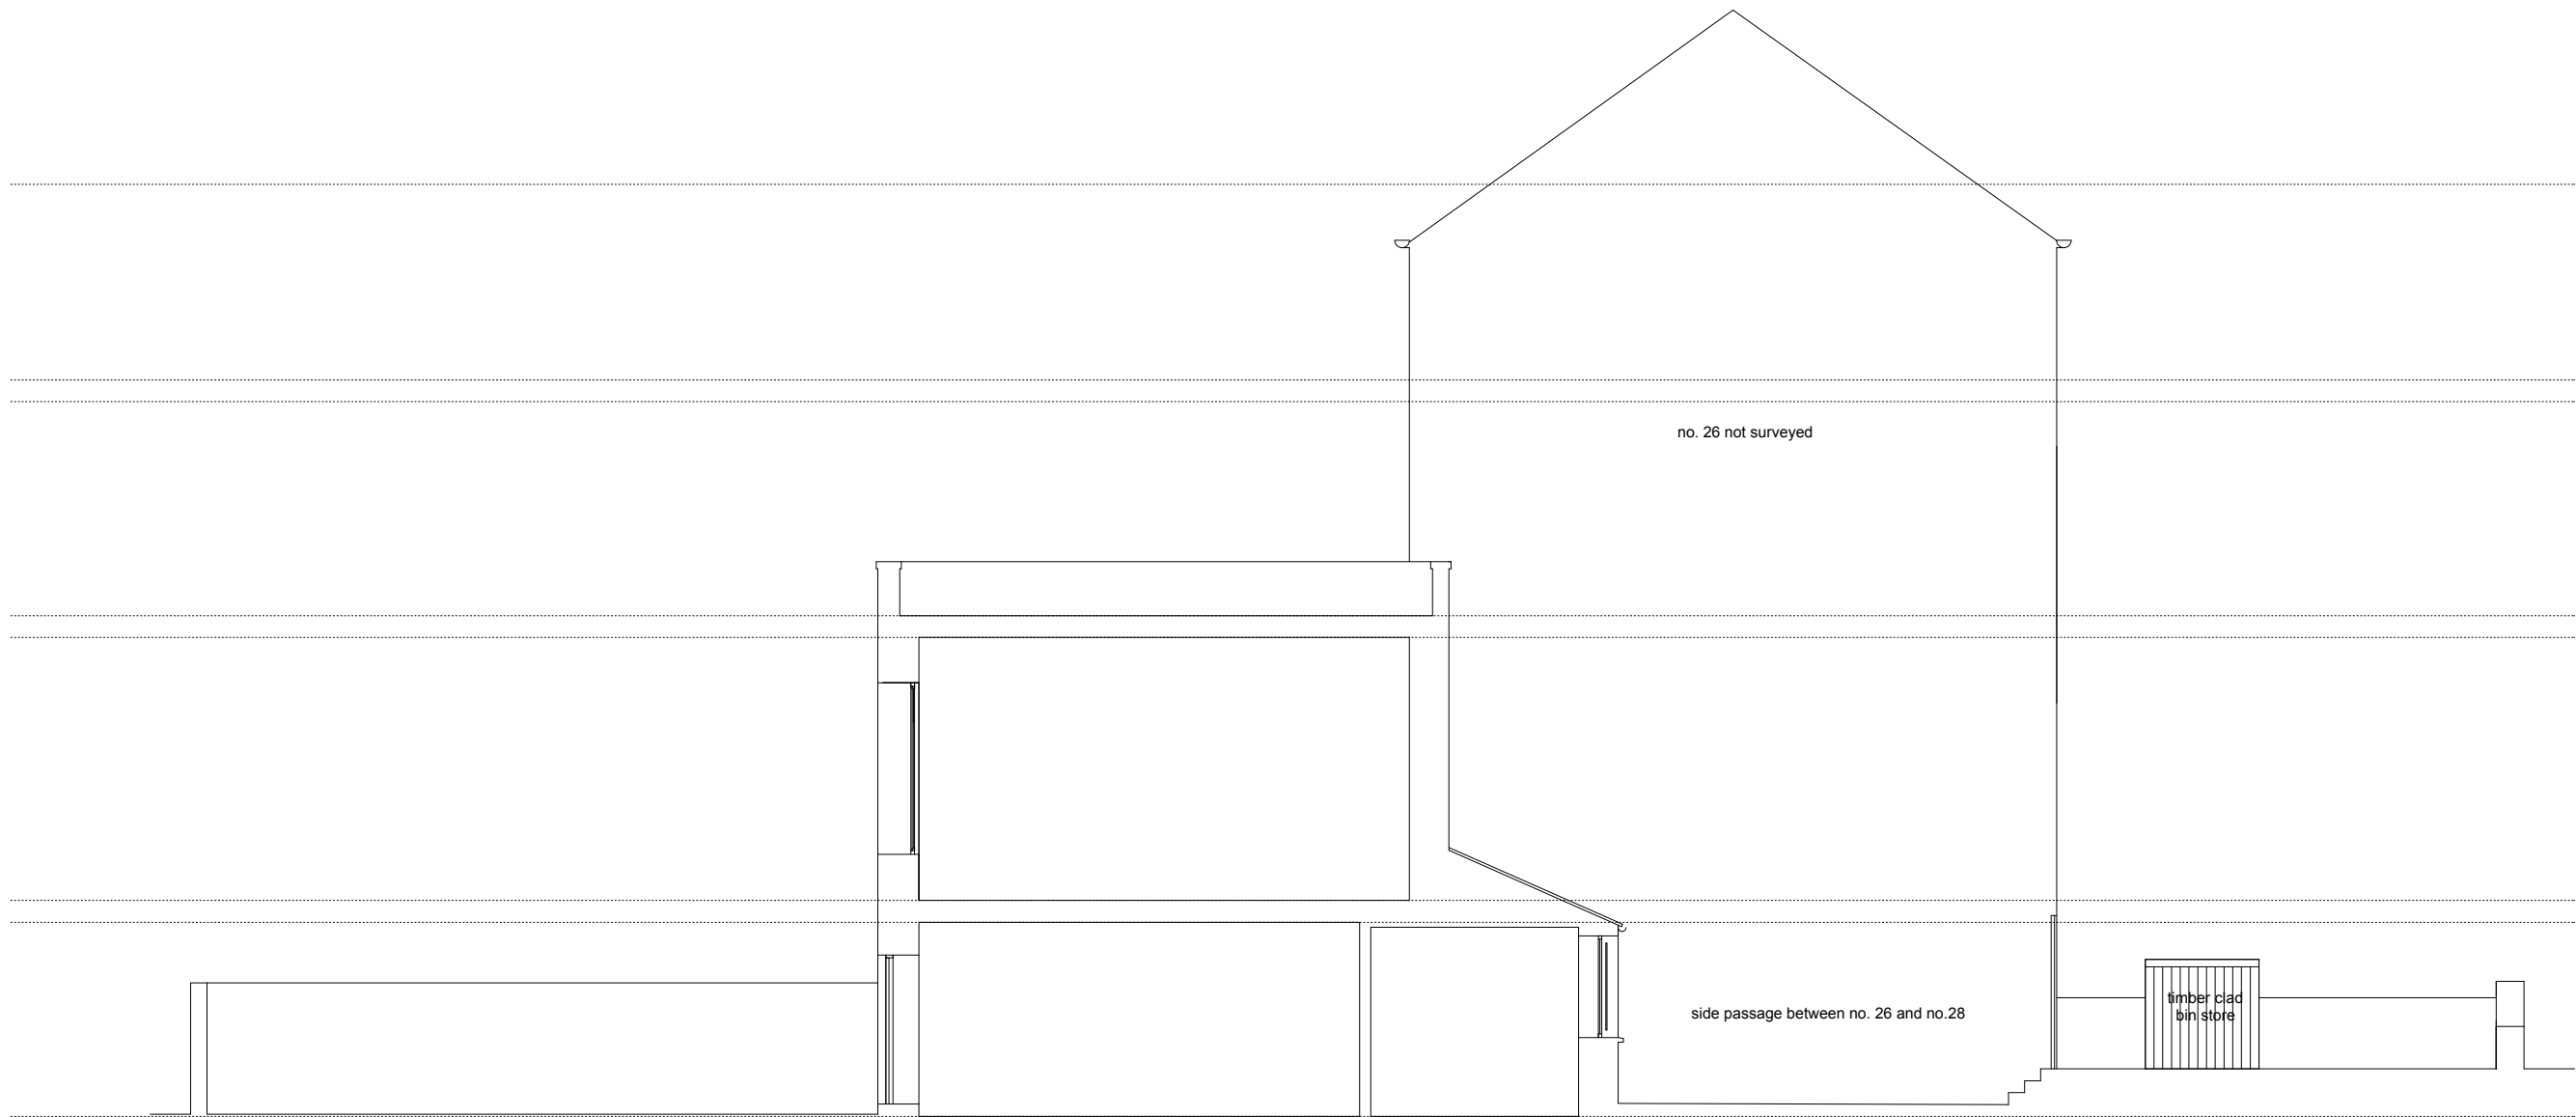 no. 26 not surveyed
timber clad
bin store
side passage between no. 26 and no.28